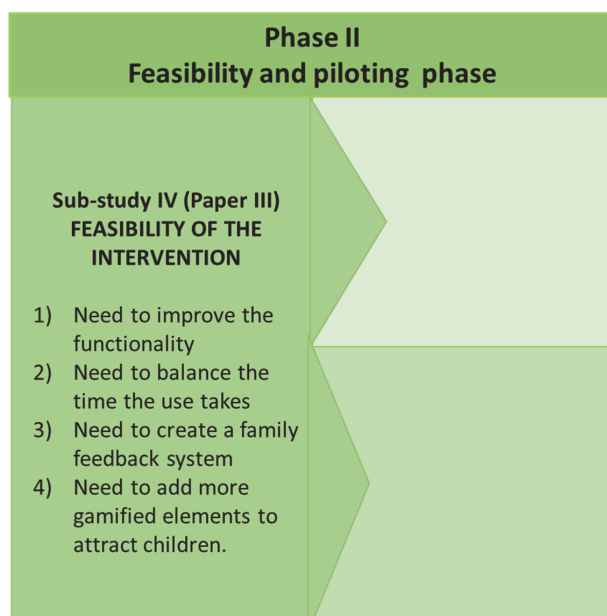 Phase II
Feasibility and piloting phase
Sub-study IV (Paper III)
FEASIBILITY OF THE
INTERVENTION
1) Need to improve the
functionality
2) Need to balance the
time the use takes
3) Need to create a family
feedback system
4) Need to add more
gamified elements to
attract children.